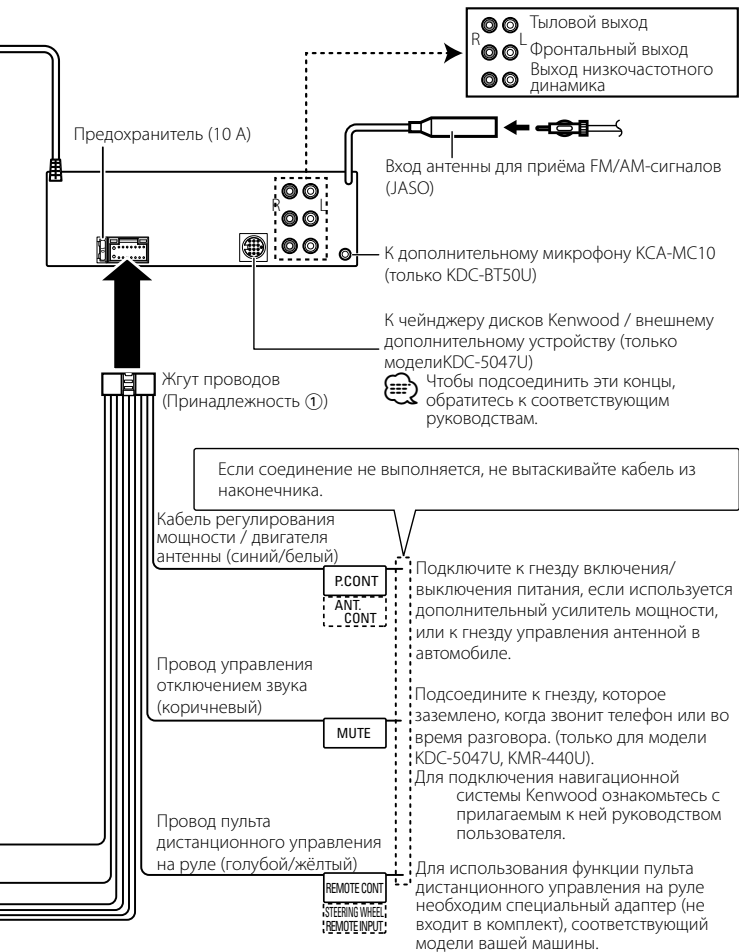 Тыловой выход
R
L
Фронтальный выход
Выход низкочастотного
динамика
Предохранитель (10 А)
Вход антенны для приёма FM/AM-сигналов
(JASO)
R
L
К дополнительному микрофону KCA-MC10
(только KDC-BT50U)
К чейнджеру дисков Kenwood / внешнему
дополнительному устройству (только
моделиKDC-5047U)
Чтобы подсоединить эти концы,
обратитесь к соответствующим
руководствам.
Жгут проводов
(Принадлежность ①)
Если соединение не выполняется, не вытаскивайте кабель из
наконечника.
Кабель регулирования
мощности / двигателя
антенны (синий/белый)
P.CONT
ANT.
CONT
Подключите к гнезду включения/
выключения питания, если используется
дополнительный усилитель мощности,
или к гнезду управления антенной в
автомобиле.
Провод управления
отключением звука
(коричневый)
MUTE
Подсоедините к гнезду, которое
заземлено, когда звонит телефон или во
время разговора. (только для модели
KDC-5047U, KMR-440U).
Для подключения навигационной
системы Kenwood ознакомьтесь с
прилагаемым к ней руководством
пользователя.
Провод пульта
дистанционного управления
на руле (голубой/жёлтый)
REMOTE CONT
STEERING WHEEL
REMOTE INPUT
Для использования функции пульта
дистанционного управления на руле
необходим специальный адаптер (не
входит в комплект), соответствующий
модели вашей машины.